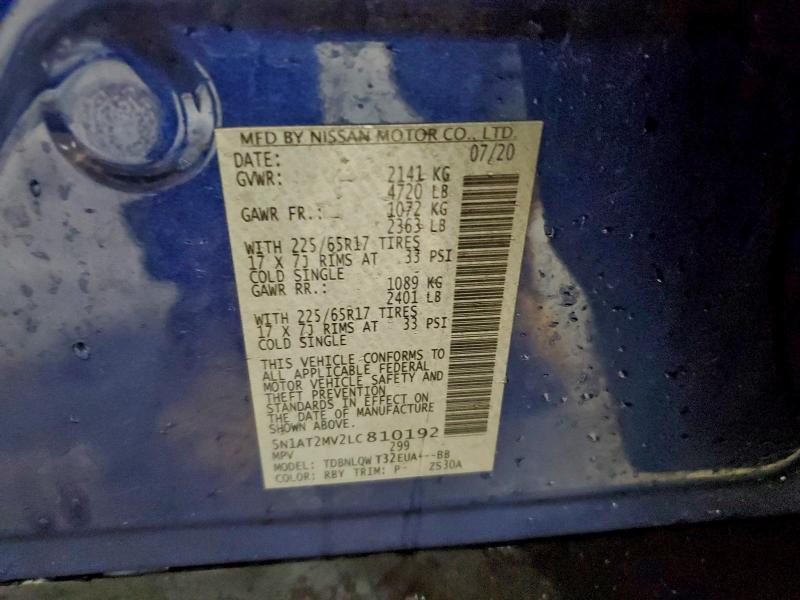 MFD BY NISSAN MOTOR CO., LTD.
DATE: 07/20
GVWR: 2141 KG
4720 LB
GAWR FR.: 1072 KG
2363 LB
WITH 225/65R17 TIRES
17 X 7J RIMS AT 33 PSI
COLD SINGLE
GAWR RR.: 1089 KG
2401 LB
WITH 225/65R17 TIRES
17 X 7J RIMS AT 33 PSI
COLD SINGLE
THIS VEHICLE CONFORMS TO
ALL APPLICABLE FEDERAL
MOTOR VEHICLE SAFETY AND
THEFT PREVENTION
STANDARDS IN EFFECT ON
THE DATE OF MANUFACTURE
SHOWN ABOVE.
5N1AT2MV2LC810192
MPV 299
MODEL: TDBNLQW T32EUA---BB
COLOR: RBY TRIM: P- ZS30A